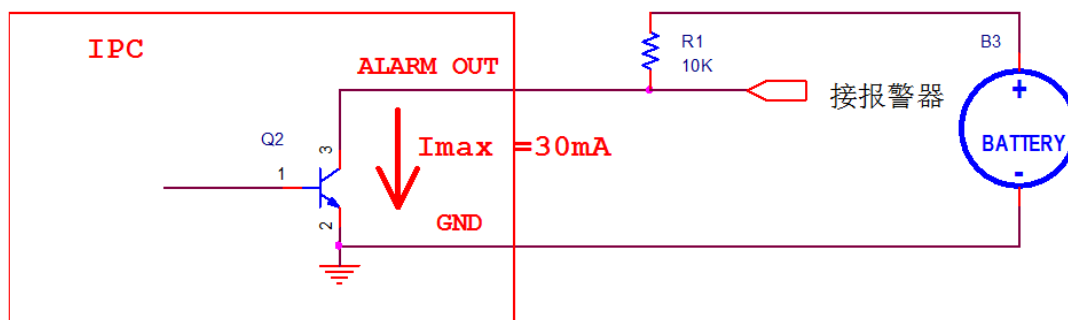 IPC
ALARM OUT
R1
10K
B3
接报警器
+
BATTERY
-
Q2
3
1
2
Imax =30mA
GND